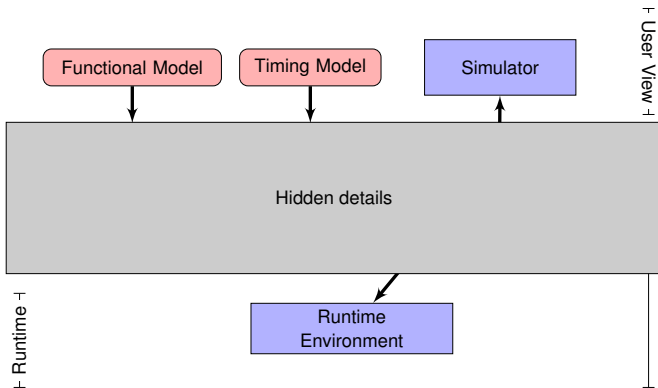 Functional Model
Timing Model
Simulator
User View
Hidden details
Runtime
Runtime
Environment